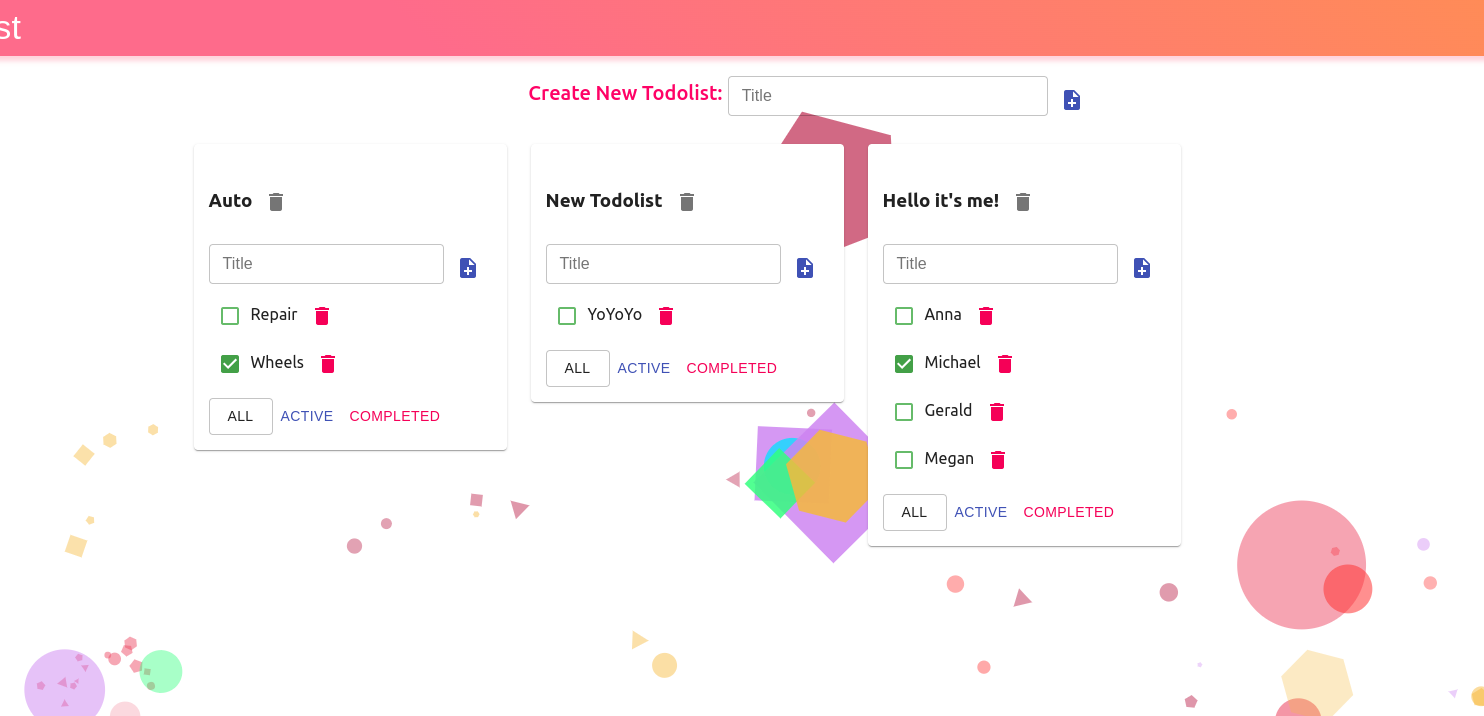 st
Create New Todolist: Title
Auto
Title
Repair
Wheels
ALL ACTIVE COMPLETED
New Todolist
Title
YoYoYo
ALL ACTIVE COMPLETED
Hello it's me!
Title
Anna
Michael
Gerald
Megan
ALL ACTIVE COMPLETED